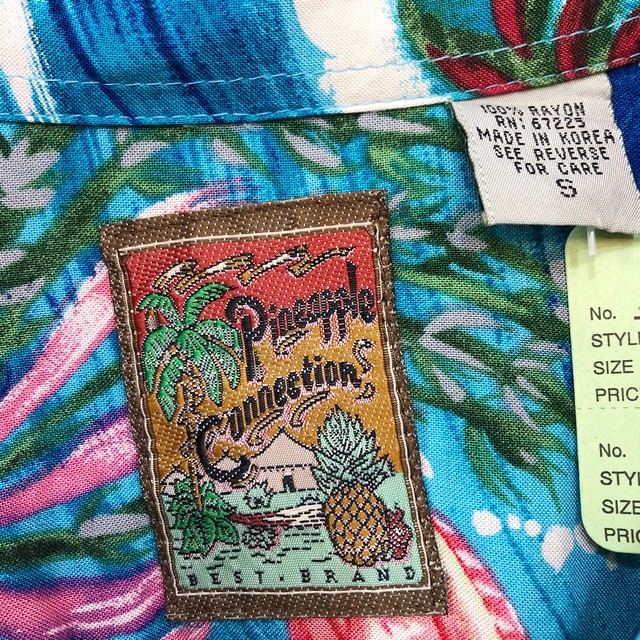 100% RAYON
RN: 67225
MADE IN KOREA
SEE REVERSE
FOR CARE
S
Pineapple
Connection
BEST · BRAND
No.
STYL
SIZE
PRIC
No.
STYL
SIZE
PRIC